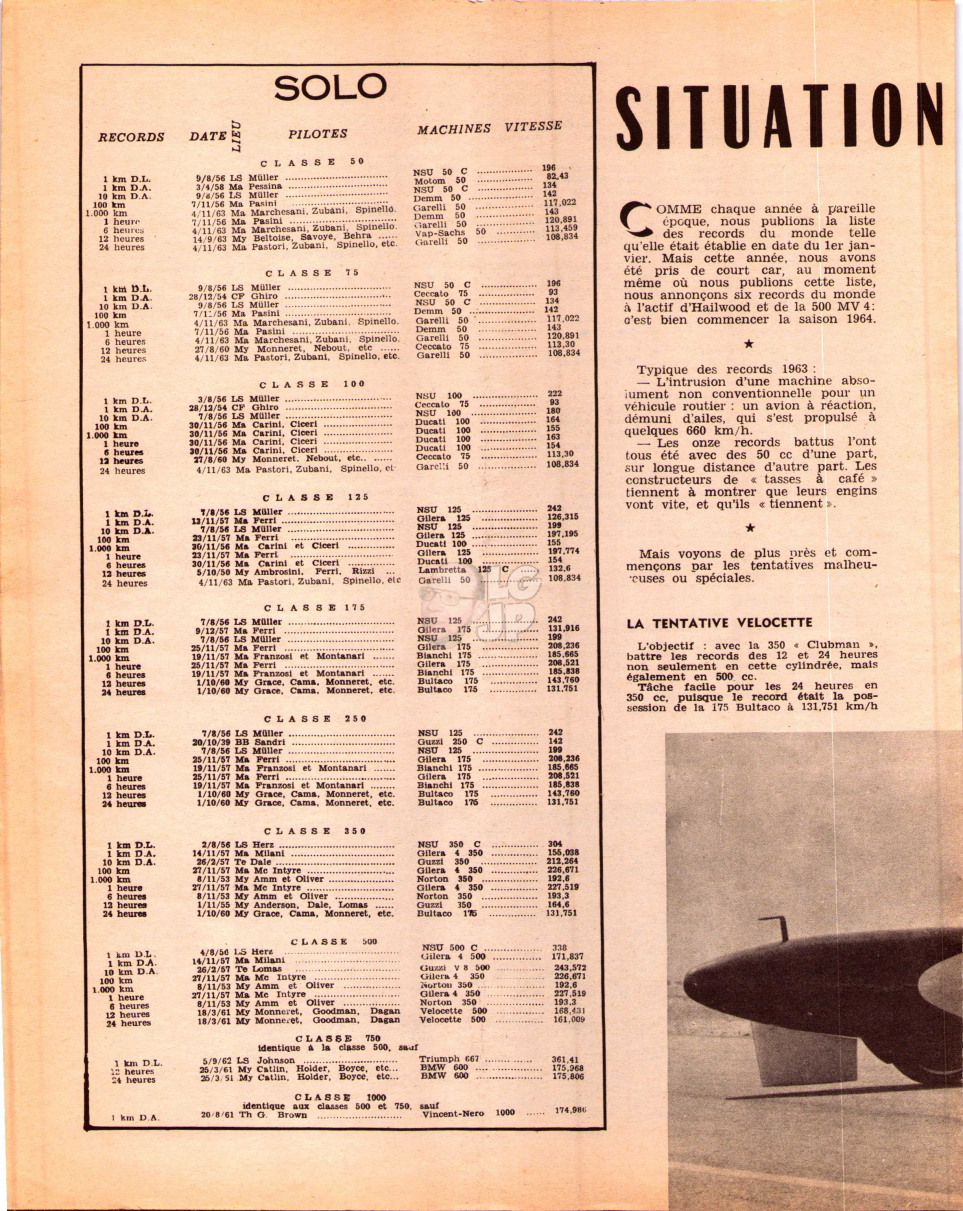 SOLO
RECORDS DATE LIEU PILOTES MACHINES VITESSE
CLASSE 50
1 km D.L. 9/8/56 LS Müller NSU 50 C 196
1 km D.A. 3/4/58 Ma Pessina Motom 50 82,43
10 km D.A. 9/8/56 LS Müller NSU 50 C 134
100 km 7/11/56 Ma Pasini Demm 50 142
1.000 km 4/11/63 Ma Marchesani, Zubani, Spinello. Garelli 50 117,022
1 heure 7/11/56 Ma Pasini Demm 50 143
6 heures 4/11/63 Ma Marchesani, Zubani, Spinello. Garelli 50 120,891
12 heures 14/9/63 My Beltoise, Savoye, Behra ...... Vap-Sachs 50 113,459
24 heures 4/11/63 Ma Pastori, Zubani, Spinello, etc. Garelli 50 108,834
CLASSE 75
1 km D.L. 9/8/56 LS Müller NSU 50 C 196
1 km D.A. 28/12/54 CF Ghiro Ceccato 75 93
10 km D.A. 9/8/56 LS Müller NSU 50 C 134
100 km 7/11/56 Ma Pasini Demm 50 142
1.000 km 4/11/63 Ma Marchesani, Zubani, Spinello. Garelli 50 117,022
1 heure 7/11/56 Ma Pasini Demm 50 143
6 heures 4/11/63 Ma Marchesani, Zubani, Spinello. Garelli 50 120,891
12 heures 27/8/60 My Monneret, Nebout, etc ...... Ceccato 75 113,30
24 heures 4/11/63 Ma Pastori, Zubani, Spinello, etc. Garelli 50 108,834
CLASSE 100
1 km D.L. 3/8/56 LS Müller NSU 100 222
1 km D.A. 28/12/54 CF Ghiro Ceccato 75 93
10 km D.A. 7/8/56 LS Müller NSU 100 180
100 km 30/11/56 Ma Carini, Ciceri Ducati 100 164
1.000 km 30/11/56 Ma Carini, Ciceri Ducati 100 155
1 heure 30/11/56 Ma Carini, Ciceri Ducati 100 163
6 heures 30/11/56 Ma Carini, Ciceri Ducati 100 154
12 heures 27/8/60 My Monneret, Nebout, etc.. ...... Ceccato 75 113,30
24 heures 4/11/63 Ma Pastori, Zubani, Spinello, et Garelli 50 108,834
CLASSE 125
1 km D.L. 7/8/56 LS Müller NSU 125 242
1 km D.A. 13/11/57 Ma Ferri Gilera 125 126,315
10 km D.A. 7/8/56 LS Müller NSU 125 199
100 km 23/11/57 Ma Ferri Gilera 125 197,195
1.000 km 30/11/56 Ma Carini et Ciceri Ducati 100 155
1 heure 23/11/57 Ma Ferri Gilera 125 197,774
6 heures 30/11/56 Ma Carini et Ciceri Ducati 100 154
12 heures 5/10/50 My Ambrosini, Ferri, Rizzi ... Lambretta 125 C 132,6
24 heures 4/11/63 Ma Pastori, Zubani, Spinello, etc Garelli 50 108,834
CLASSE 175
1 km D.L. 7/8/56 LS Müller NSU 125 242
1 km D.A. 9/12/57 Ma Ferri Gilera 175 131,916
10 km D.A. 7/8/56 LS Müller NSU 125 199
100 km 25/11/57 Ma Ferri Gilera 175 208,236
1.000 km 19/11/57 Ma Franzosi et Montanari Bianchi 175 185,665
1 heure 25/11/57 Ma Ferri Gilera 175 208,521
6 heures 19/11/57 Ma Franzosi et Montanari Bianchi 175 185,838
12 heures 1/10/60 My Grace, Cama, Monneret, etc. Bultaco 175 143,760
24 heures 1/10/60 My Grace, Cama, Monneret, etc. Bultaco 175 131,751
CLASSE 250
1 km D.L. 7/8/56 LS Müller NSU 125 242
1 km D.A. 20/10/39 BB Sandri Guzzi 250 C 142
10 km D.A. 7/8/56 LS Müller NSU 125 199
100 km 25/11/57 Ma Ferri Gilera 175 208,236
1.000 km 19/11/57 Ma Franzosi et Montanari Bianchi 175 185,665
1 heure 25/11/57 Ma Ferri Gilera 175 208,521
6 heures 19/11/57 Ma Franzosi et Montanari Bianchi 175 185,838
12 heures 1/10/60 My Grace, Cama, Monneret, etc. Bultaco 175 143,760
24 heures 1/10/60 My Grace, Cama, Monneret, etc. Bultaco 175 131,751
CLASSE 350
1 km D.L. 2/8/56 LS Herz NSU 350 C 304
1 km D.A. 14/11/57 Ma Milani Gilera 4 350 155,038
10 km D.A. 26/2/57 Te Dale Guzzi 350 212,264
100 km 27/11/57 Ma Mc Intyre Gilera 4 350 226,671
1.000 km 8/11/53 My Amm et Oliver Norton 350 192,6
1 heure 27/11/57 Ma Mc Intyre Gilera 4 350 227,519
6 heures 8/11/53 My Amm et Oliver Norton 350 193,3
12 heures 1/11/55 My Anderson, Dale, Lomas ..... Guzzi 350 164,6
24 heures 1/10/60 My Grace, Cama, Monneret, etc. Bultaco 175 131,751
CLASSE 500
1 km D.L. 4/8/56 LS Herz NSU 500 C 338
1 km D.A. 14/11/57 Ma Milani Gilera 4 500 171,837
10 km D.A. 26/2/57 Te Lomas Guzzi V 8 500 243,572
100 km 27/11/57 Ma Mc Intyre Gilera 4 350 226,671
1.000 km 8/11/53 My Amm et Oliver Norton 350 192,6
1 heure 27/11/57 Ma Mc Intyre Gilera 4 350 227,519
6 heures 8/11/53 My Amm et Oliver Norton 350 193,3
12 heures 18/3/61 My Monneret, Goodman, Dagan Velocette 500 168,431
24 heures 18/3/61 My Monneret, Goodman, Dagan Velocette 500 161,009
CLASSE 750
identique à la classe 500, sauf
1 km D.L. 5/9/62 LS Johnson Triumph 667 361,41
12 heures 25/3/61 My Catlin, Holder, Boyce, etc... BMW 600 175,968
24 heures 25/3/61 My Catlin, Holder, Boyce, etc... BMW 600 175,806
CLASSE 1000
identique aux classes 500 et 750, sauf
1 km D.A. 20/8/61 Th G. Brown Vincent-Nero 1000 174,986
SITUATION
COMME chaque année à pareille
époque, nous publions la liste
des records du monde telle
qu'elle était établie en date du 1er jan-
vier. Mais cette année, nous avons
été pris de court car, au moment
même où nous publions cette liste,
nous annonçons six records du monde
à l'actif d'Hailwood et de la 500 MV 4:
c'est bien commencer la saison 1964.
★
Typique des records 1963 :
— L'intrusion d'une machine abso-
lument non conventionnelle pour un
véhicule routier : un avion à réaction,
démuni d'ailes, qui s'est propulsé à
quelques 660 km/h.
— Les onze records battus l'ont
tous été avec des 50 cc d'une part,
sur longue distance d'autre part. Les
constructeurs de « tasses à café »
tiennent à montrer que leurs engins
vont vite, et qu'ils « tiennent ».
★
Mais voyons de plus près et com-
mençons par les tentatives malheu-
reuses ou spéciales.
LA TENTATIVE VELOCETTE
L'objectif : avec la 350 « Clubman »,
battre les records des 12 et 24 heures
non seulement en cette cylindrée, mais
également en 500 cc.
Tâche facile pour les 24 heures en
350 cc, puisque le record était la pos-
session de la 175 Bultaco à 131,751 km/h
LG
JP